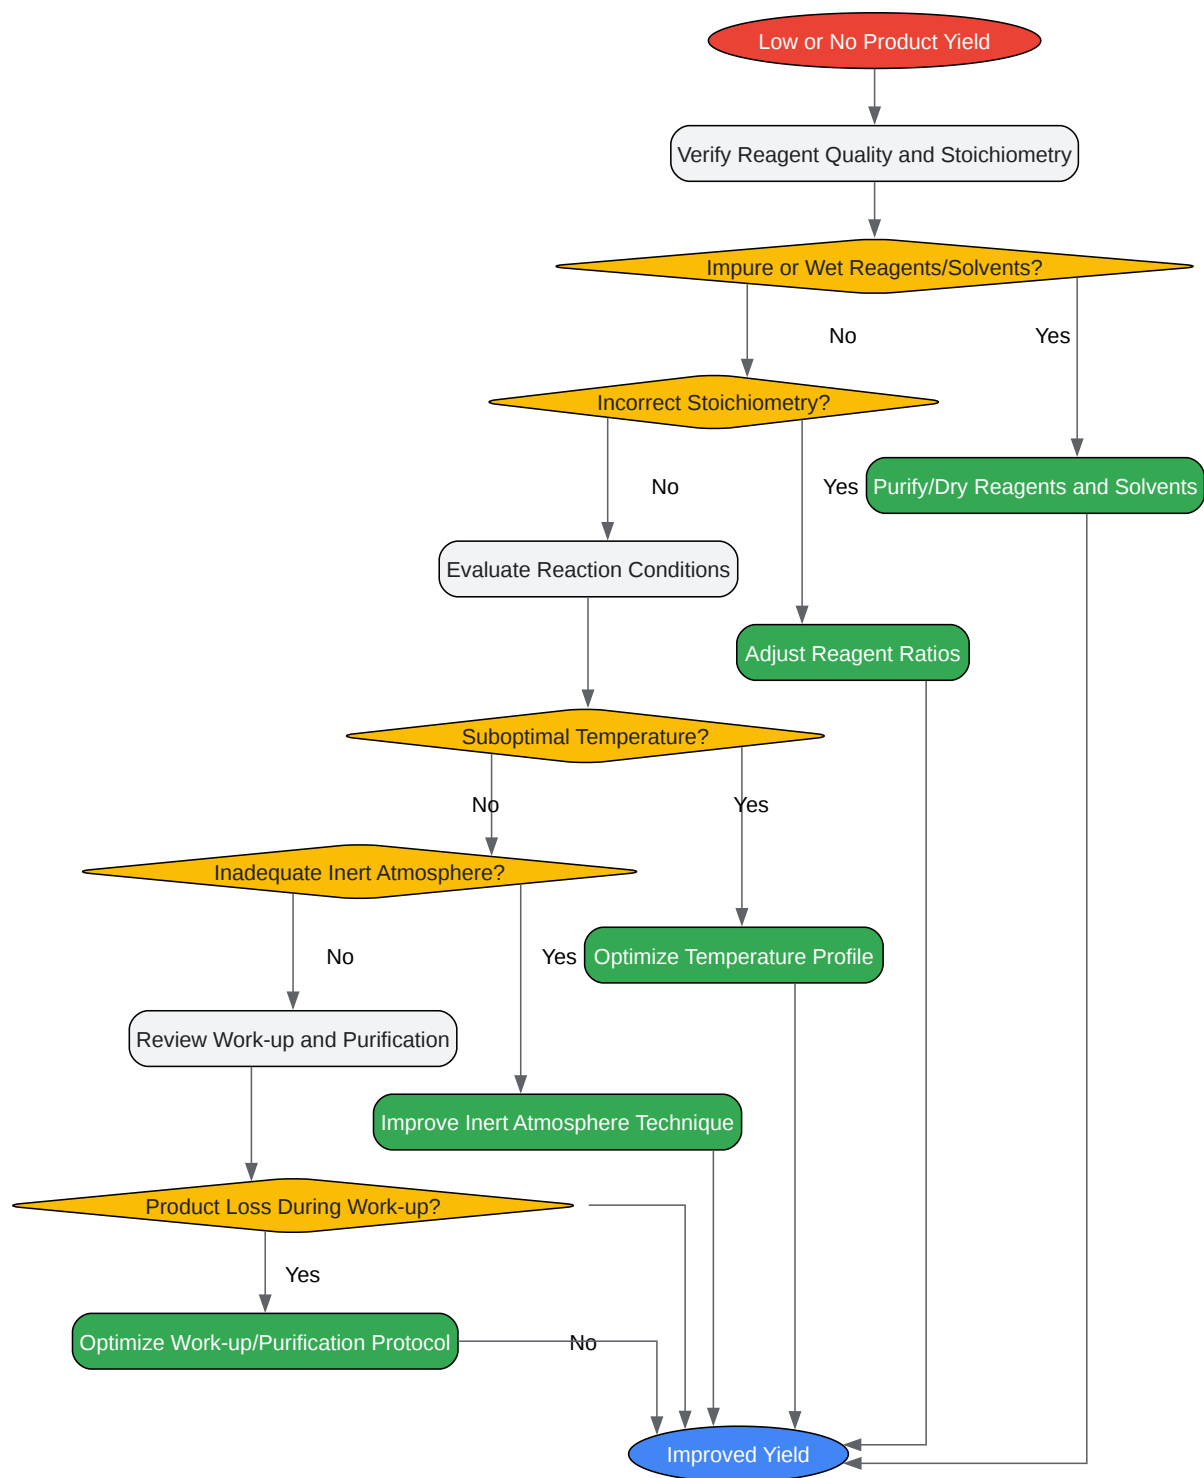 Low or No Product Yield
Verify Reagent Quality and Stoichiometry
Impure or Wet Reagents/Solvents?
No
Yes
Incorrect Stoichiometry?
No
Yes
Purify/Dry Reagents and Solvents
Evaluate Reaction Conditions
Adjust Reagent Ratios
Suboptimal Temperature?
No
Yes
Inadequate Inert Atmosphere?
No
Yes
Optimize Temperature Profile
Review Work-up and Purification
Improve Inert Atmosphere Technique
Product Loss During Work-up?
Yes
Optimize Work-up/Purification Protocol
No
Improved Yield